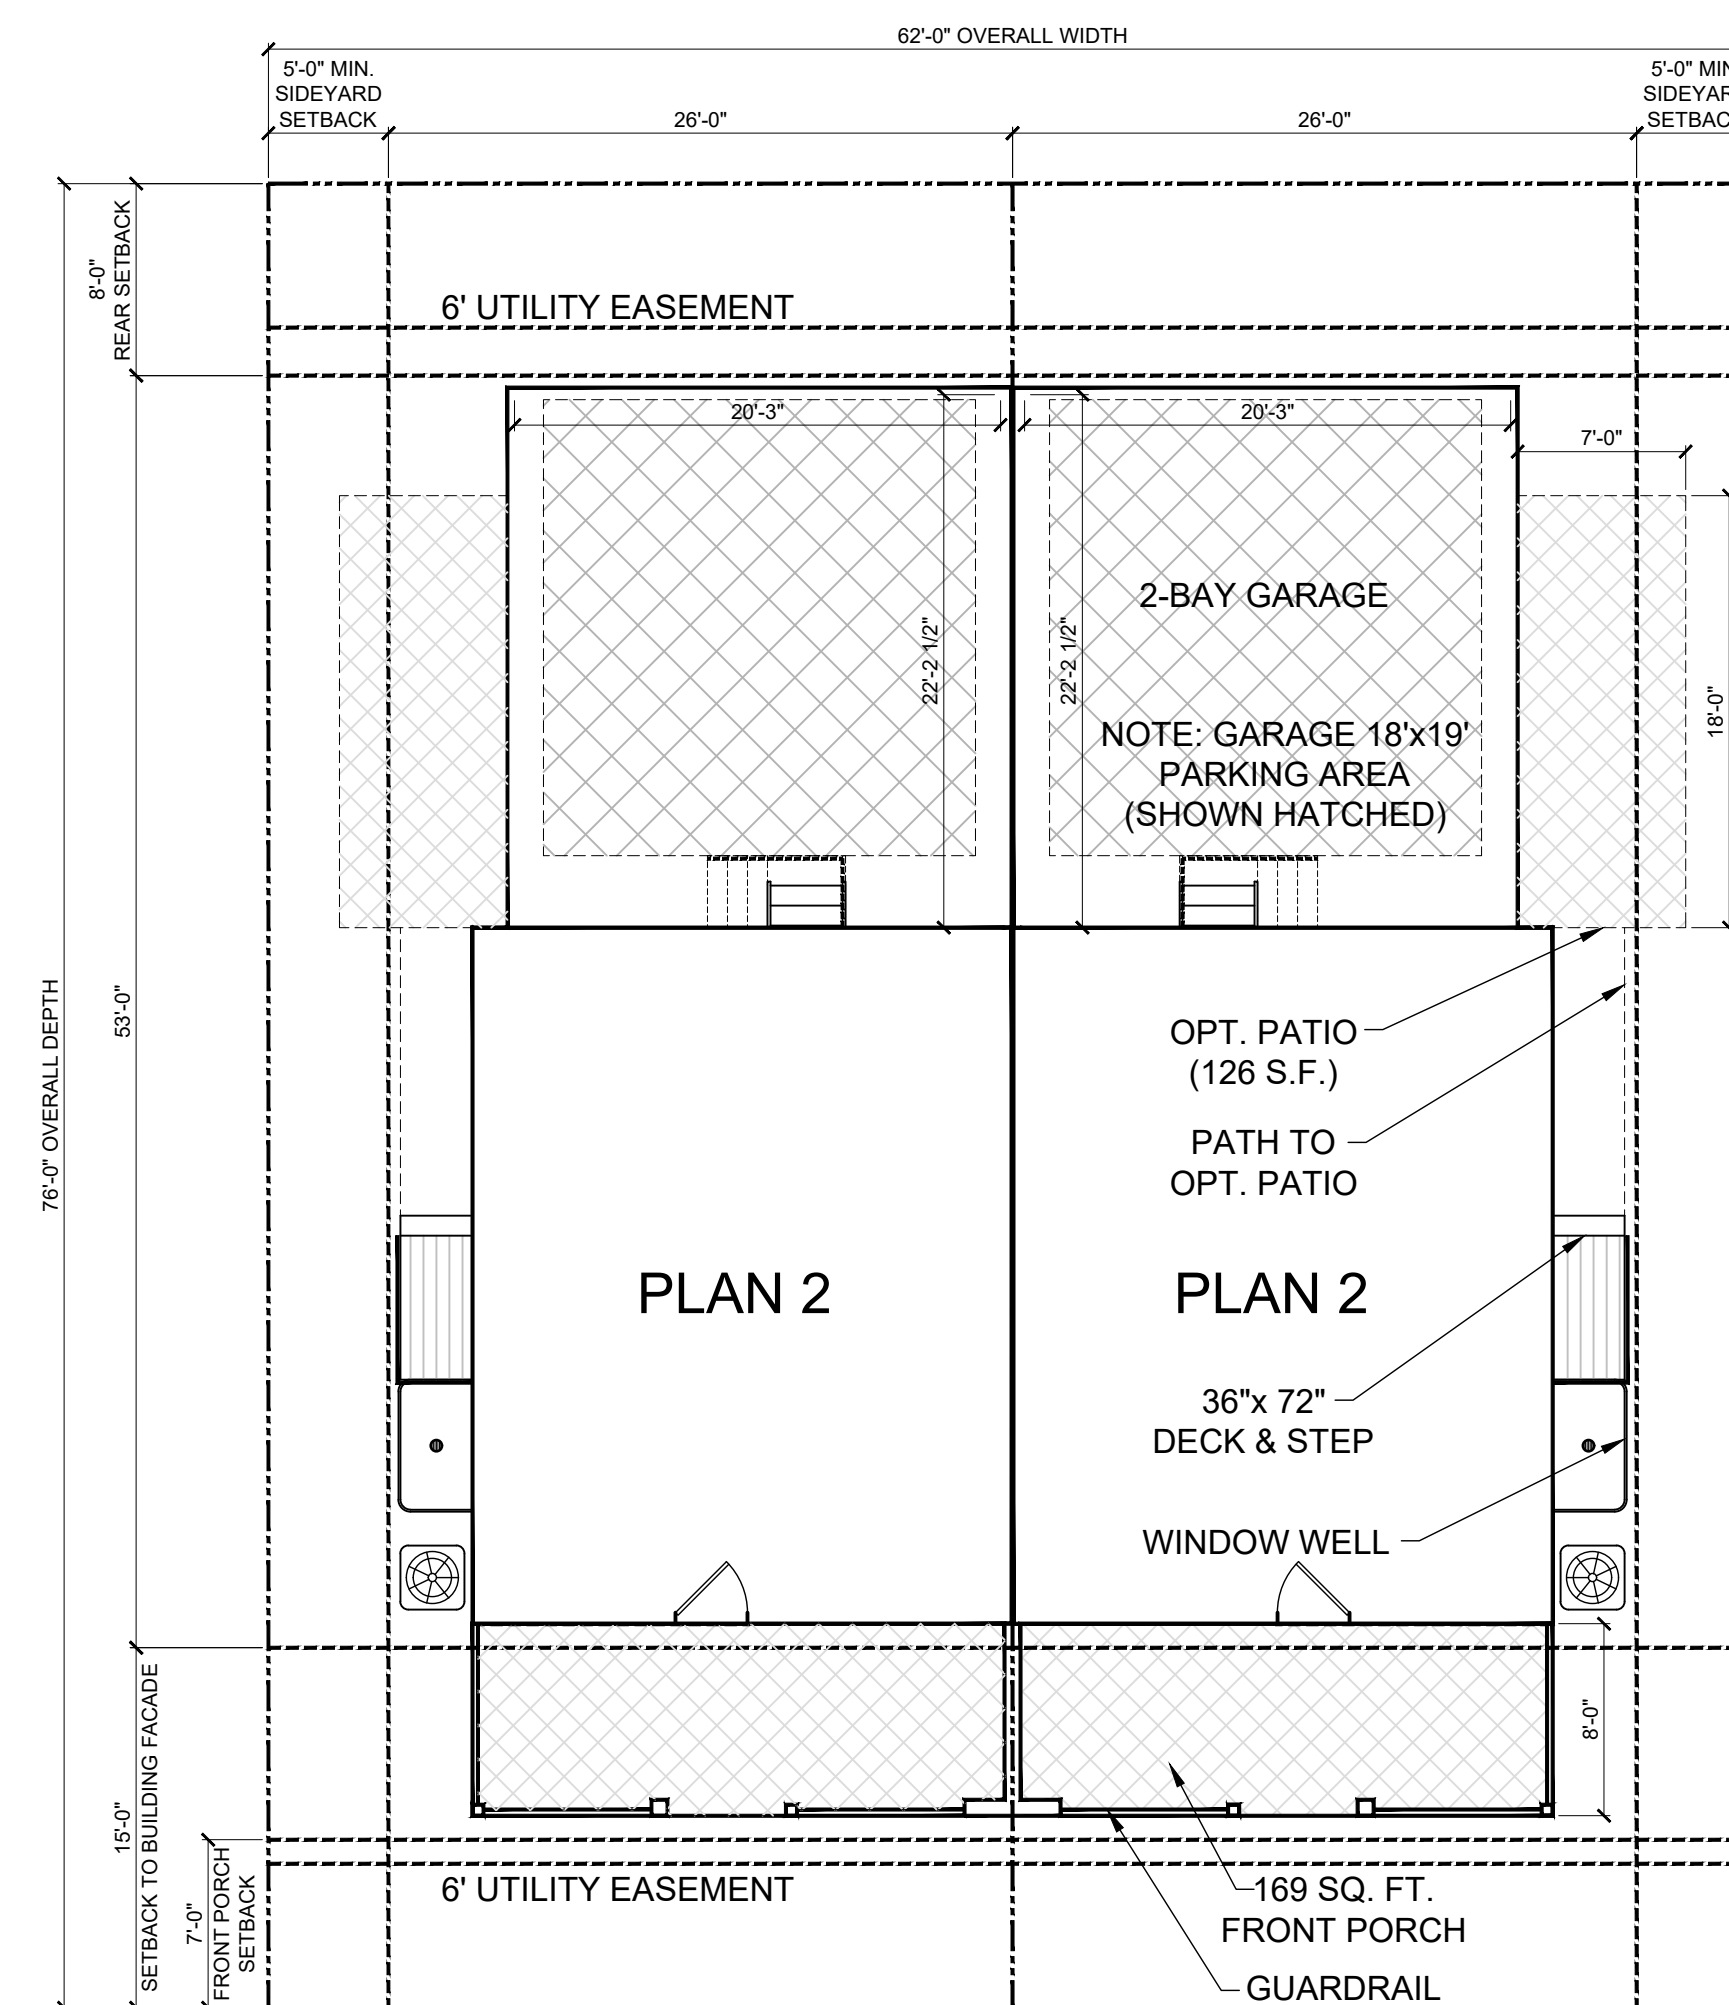 62'-0" OVERALL WIDTH
5'-0" MIN.
SIDEYARD
SETBACK
26'-0"
26'-0"
8'-0"
REAR SETBACK
6' UTILITY EASEMENT
20'-3"
20'-3"
7'-0"
2-BAY GARAGE
22'-2 1/2"
22'-2 1/2"
18'-0"
NOTE: GARAGE 18'x19'
PARKING AREA
(SHOWN HATCHED)
76'-0" OVERALL DEPTH
53'-0"
OPT. PATIO
(126 S.F.)
PATH TO
OPT. PATIO
PLAN 2
PLAN 2
36"x 72"
DECK & STEP
WINDOW WELL
15'-0"
SETBACK TO BUILDING FACADE
8'-0"
7'-0"
FRONT PORCH
SETBACK
6' UTILITY EASEMENT
169 SQ. FT.
FRONT PORCH
GUARDRAIL
5'-0"